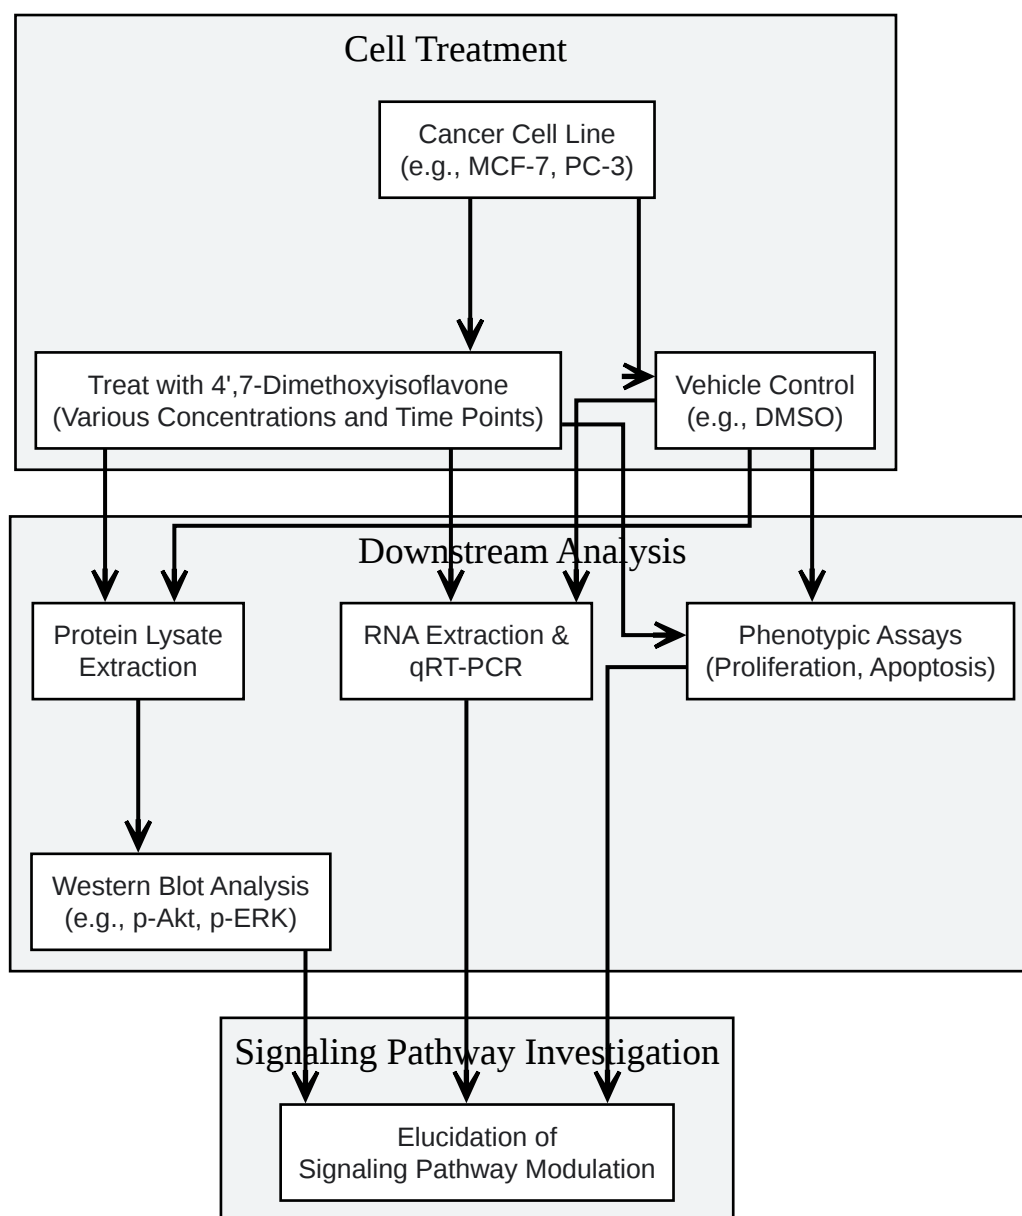 Cell Treatment
Cancer Cell Line
(e.g., MCF-7, PC-3)
Treat with 4',7-Dimethoxyisoflavone
(Various Concentrations and Time Points)
Vehicle Control
(e.g., DMSO)
Downstream Analysis
Protein Lysate
Extraction
RNA Extraction &
qRT-PCR
Phenotypic Assays
(Proliferation, Apoptosis)
Western Blot Analysis
(e.g., p-Akt, p-ERK)
Signaling Pathway Investigation
Elucidation of
Signaling Pathway Modulation